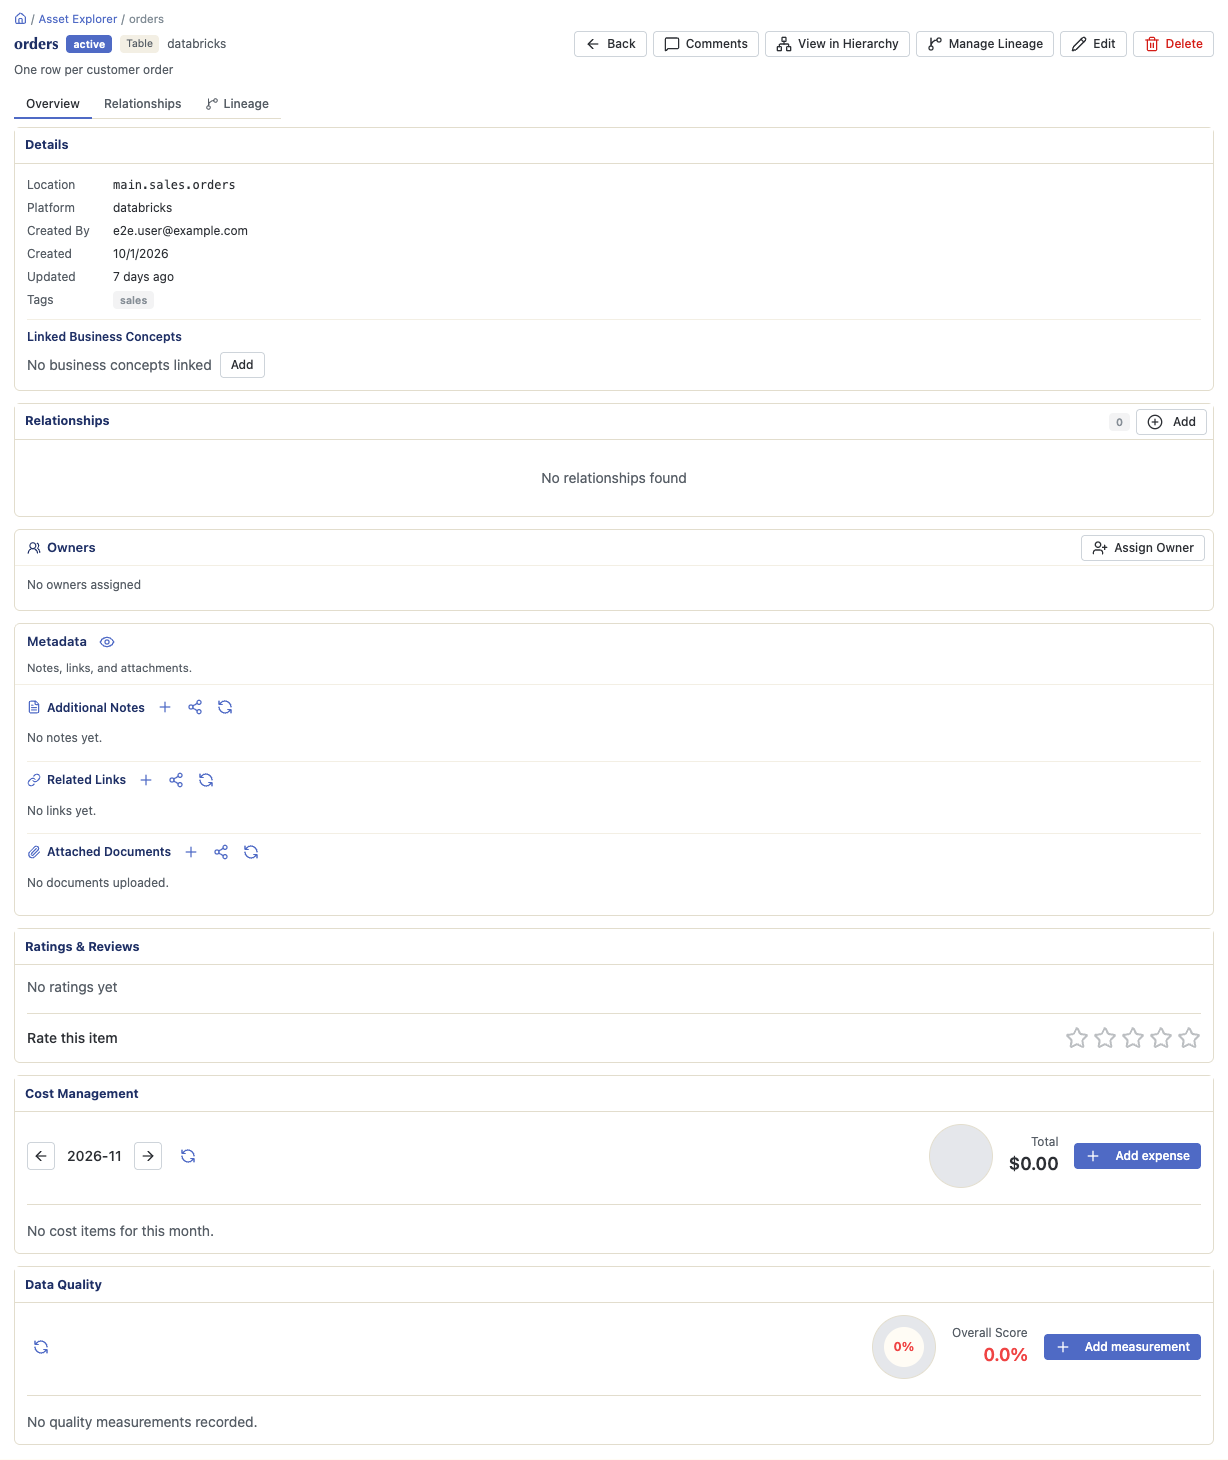 / Asset Explorer / orders
orders active Table databricks
Back Comments View in Hierarchy Manage Lineage Edit Delete
One row per customer order
Overview Relationships Lineage
Details
Location main.sales.orders
Platform databricks
Created By e2e.user@example.com
Created 10/1/2026
Updated 7 days ago
Tags sales
Linked Business Concepts
No business concepts linked Add
Relationships 0 Add
No relationships found
Owners Assign Owner
No owners assigned
Metadata
Notes, links, and attachments.
Additional Notes
No notes yet.
Related Links
No links yet.
Attached Documents
No documents uploaded.
Ratings & Reviews
No ratings yet
Rate this item
Cost Management
2026-11 Total $0.00 Add expense
No cost items for this month.
Data Quality
0% Overall Score 0.0% Add measurement
No quality measurements recorded.